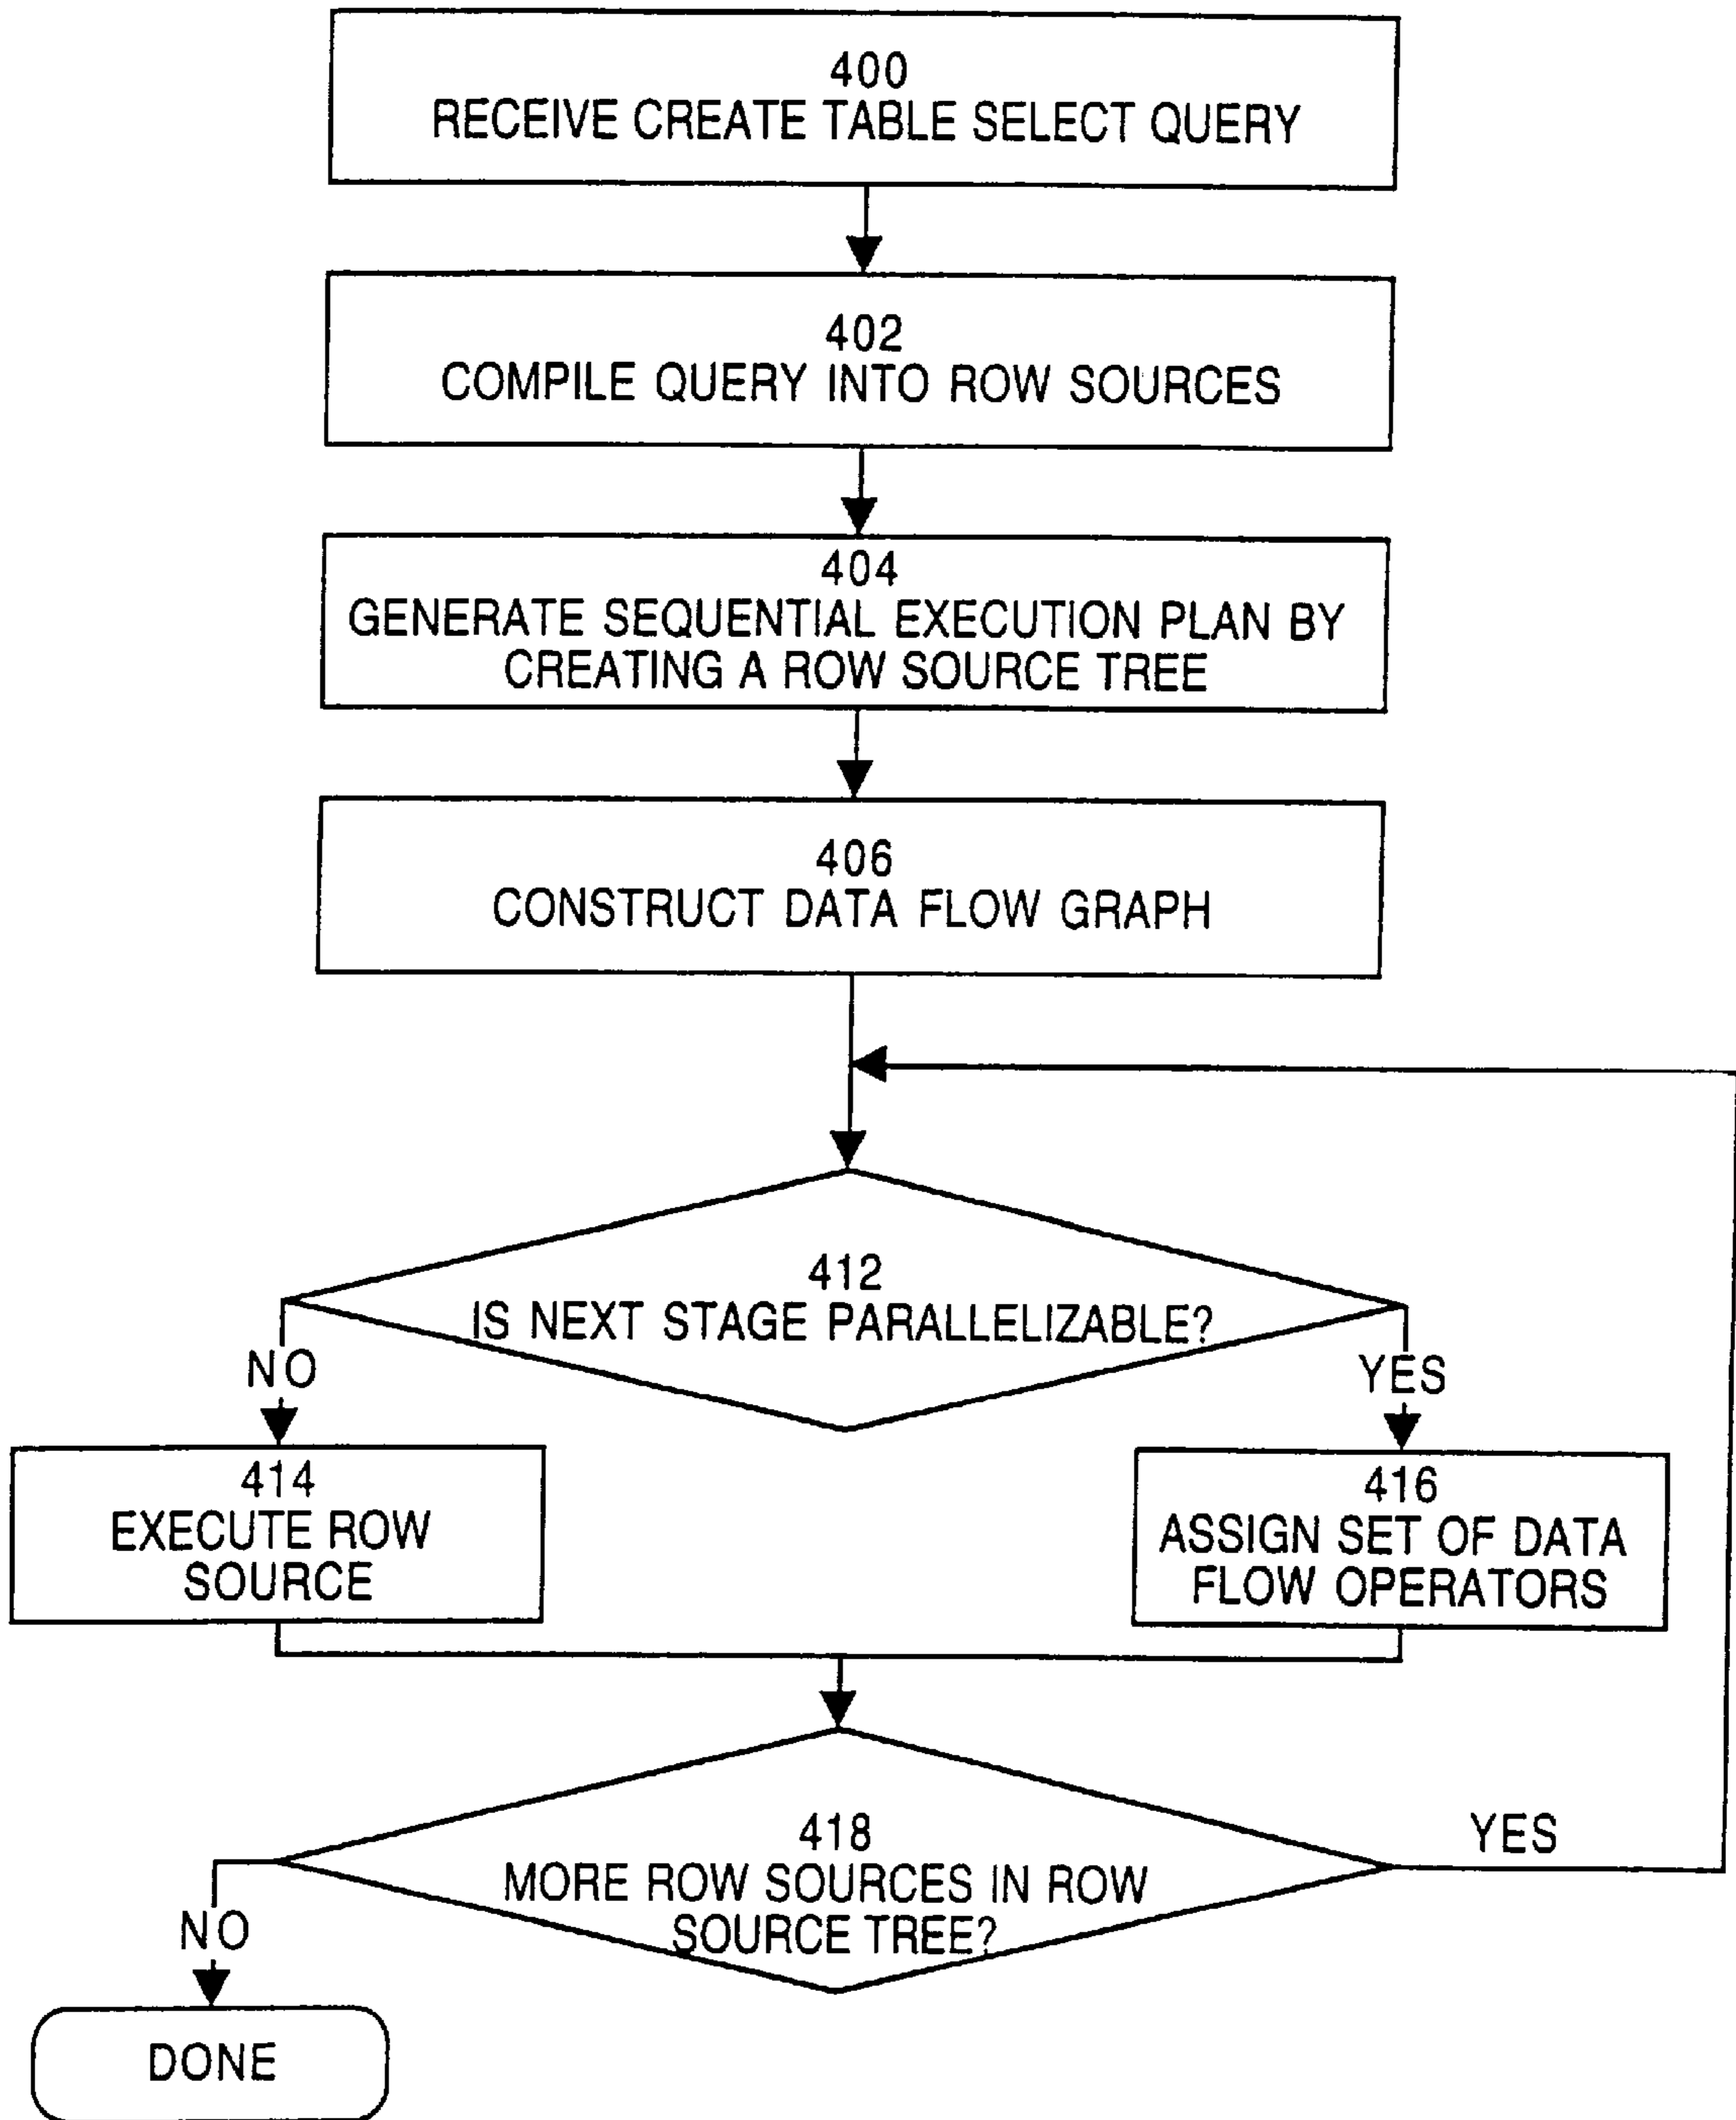 400
RECEIVE CREATE TABLE SELECT QUERY
402
COMPILE QUERY INTO ROW SOURCES
404
GENERATE SEQUENTIAL EXECUTION PLAN BY
CREATING A ROW SOURCE TREE
406
CONSTRUCT DATA FLOW GRAPH
412
IS NEXT STAGE PARALLELIZABLE?
NO
YES
414
EXECUTE ROW
SOURCE
416
ASSIGN SET OF DATA
FLOW OPERATORS
418
MORE ROW SOURCES IN ROW
SOURCE TREE?
YES
NO
DONE